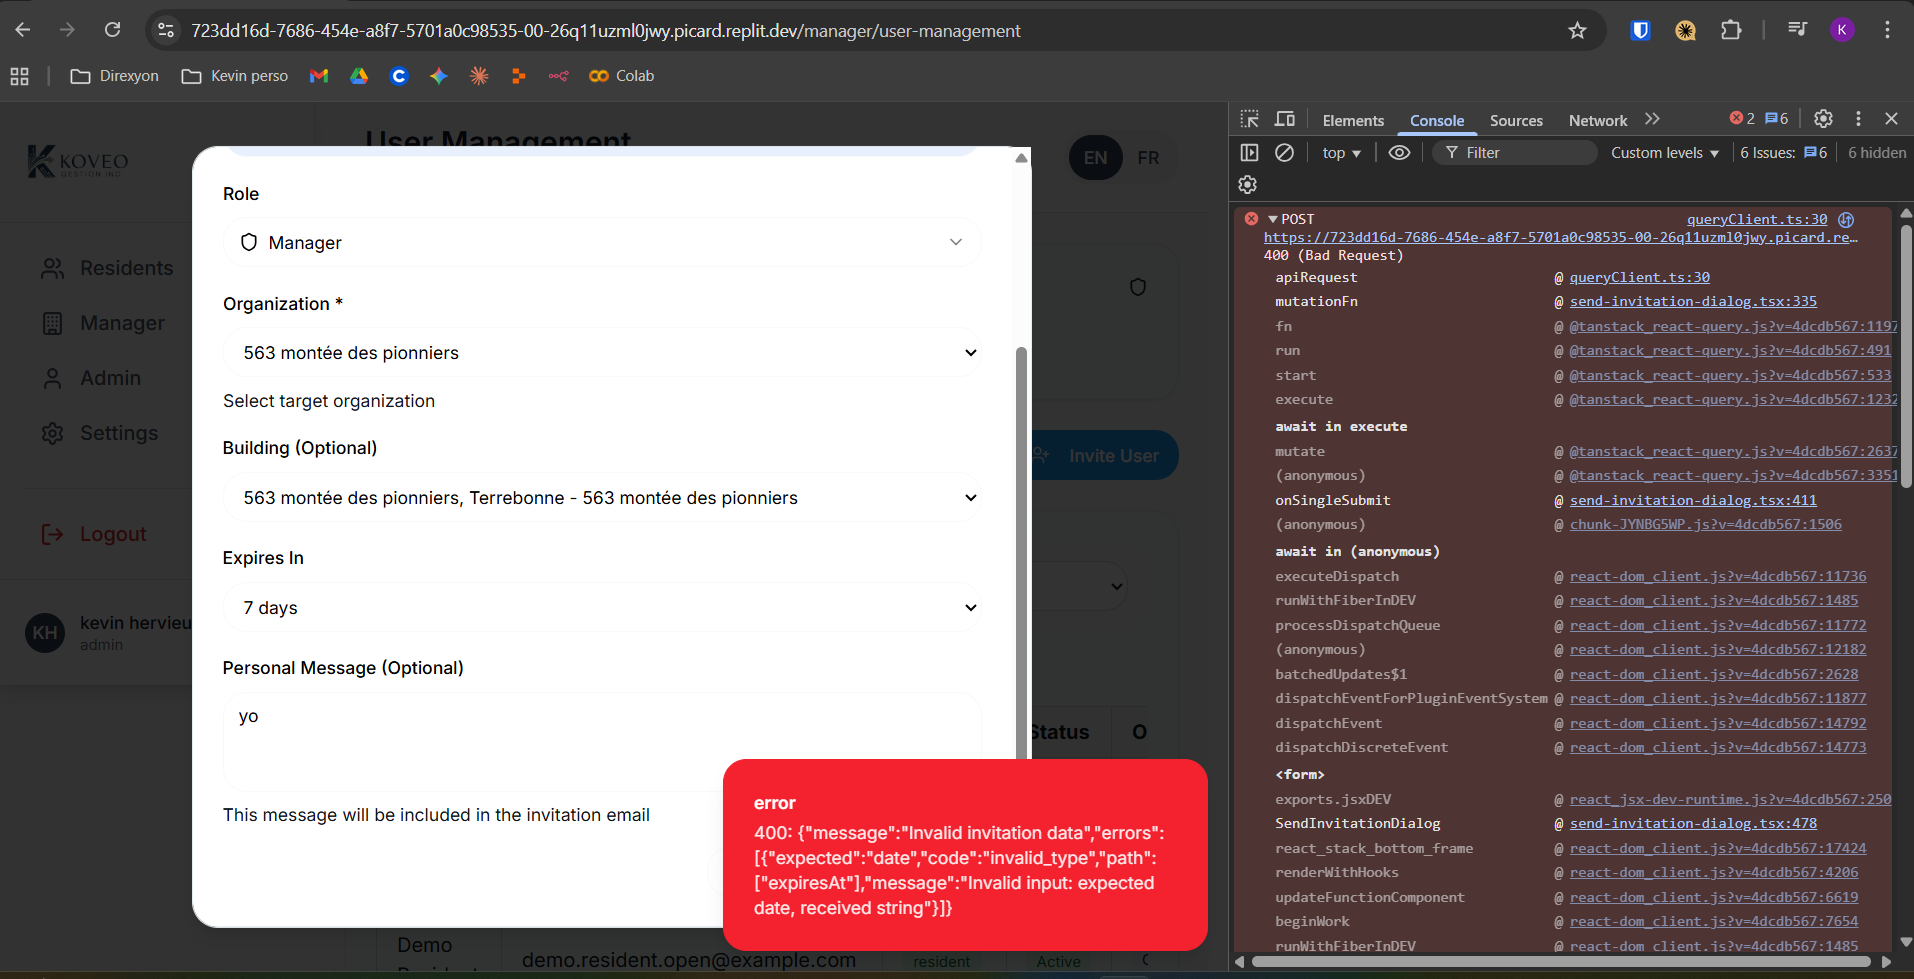 723dd16d-7686-454e-a8f7-5701a0c98535-00-26q11uzml0jwy.picard.replit.dev/manager/user-management
K
Direxyon
Kevin perso
Colab
KOVEO
GESTION INC
User Management
EN
FR
Residents
Manager
Admin
Settings
Logout
KH
kevin hervieu
admin
Role
Manager
Organization *
563 montée des pionniers
Select target organization
Building (Optional)
563 montée des pionniers, Terrebonne - 563 montée des pionniers
Expires In
7 days
Personal Message (Optional)
yo
This message will be included in the invitation email
Invite User
Status
O
error
400: {"message":"Invalid invitation data","errors":
[{"expected":"date","code":"invalid_type","path":
["expiresAt"],"message":"Invalid input: expected
date, received string"}]}
Demo
demo.resident.open@example.com
resident
Active
Elements
Console
Sources
Network
2
6
top
Filter
Custom levels
6 Issues:
6
6 hidden
POST
queryClient.ts:30
https://723dd16d-7686-454e-a8f7-5701a0c98535-00-26q11uzml0jwy.picard.re…
400 (Bad Request)
apiRequest @ queryClient.ts:30
mutationFn @ send-invitation-dialog.tsx:335
fn @ @tanstack_react-query.js?v=4dcdb567:1197
run @ @tanstack_react-query.js?v=4dcdb567:491
start @ @tanstack_react-query.js?v=4dcdb567:533
execute @ @tanstack_react-query.js?v=4dcdb567:1232
await in execute
mutate @ @tanstack_react-query.js?v=4dcdb567:2637
(anonymous) @ @tanstack_react-query.js?v=4dcdb567:3351
onSingleSubmit @ send-invitation-dialog.tsx:411
(anonymous) @ chunk-JYNBG5WP.js?v=4dcdb567:1506
await in (anonymous)
executeDispatch @ react-dom_client.js?v=4dcdb567:11736
runWithFiberInDEV @ react-dom_client.js?v=4dcdb567:1485
processDispatchQueue @ react-dom_client.js?v=4dcdb567:11772
(anonymous) @ react-dom_client.js?v=4dcdb567:12182
batchedUpdates$1 @ react-dom_client.js?v=4dcdb567:2628
dispatchEventForPluginEventSystem @ react-dom_client.js?v=4dcdb567:11877
dispatchEvent @ react-dom_client.js?v=4dcdb567:14792
dispatchDiscreteEvent @ react-dom_client.js?v=4dcdb567:14773
<form>
exports.jsxDEV @ react_jsx-dev-runtime.js?v=4dcdb567:250
SendInvitationDialog @ send-invitation-dialog.tsx:478
react_stack_bottom_frame @ react-dom_client.js?v=4dcdb567:17424
renderWithHooks @ react-dom_client.js?v=4dcdb567:4206
updateFunctionComponent @ react-dom_client.js?v=4dcdb567:6619
beginWork @ react-dom_client.js?v=4dcdb567:7654
runWithFiberInDEV @ react-dom_client.js?v=4dcdb567:1485